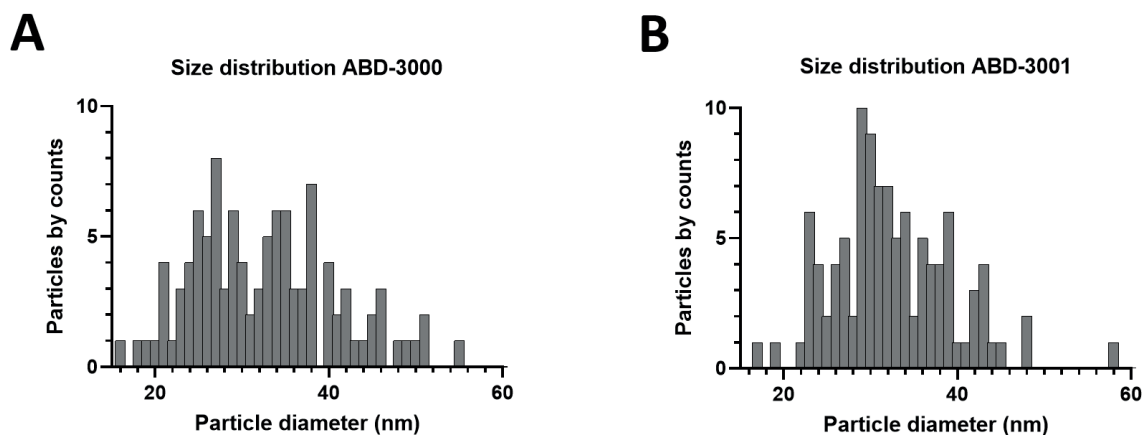 A
Size distribution ABD-3000
10
5
0
Particles by counts
20 40 60
Particle diameter (nm)
B
Size distribution ABD-3001
10
5
0
Particles by counts
20 40 60
Particle diameter (nm)